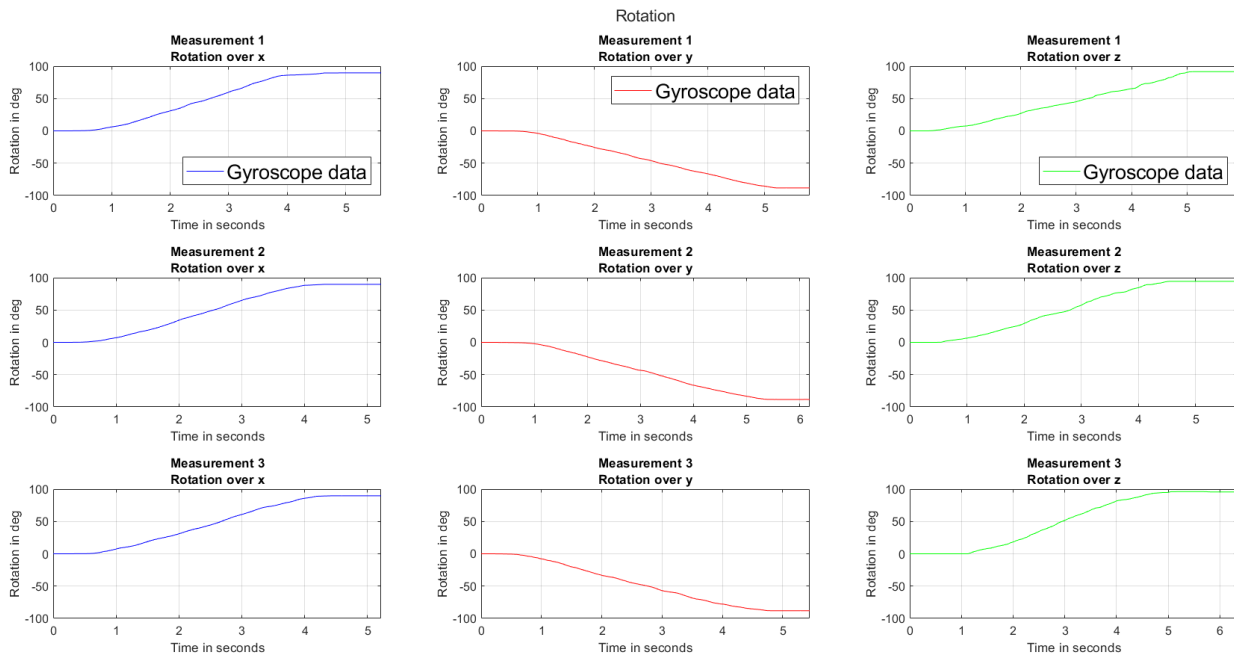 Rotation
Measurement 1
Rotation over x
100
50
0
-50
-100
Rotation in deg
Gyroscope data
0 1 2 3 4 5
Time in seconds
Measurement 1
Rotation over y
100
50
0
-50
-100
Rotation in deg
Gyroscope data
0 1 2 3 4 5
Time in seconds
Measurement 1
Rotation over z
100
50
0
-50
-100
Rotation in deg
Gyroscope data
0 1 2 3 4 5
Time in seconds
Measurement 2
Rotation over x
100
50
0
-50
-100
Rotation in deg
0 1 2 3 4 5
Time in seconds
Measurement 2
Rotation over y
100
50
0
-50
-100
Rotation in deg
0 1 2 3 4 5 6
Time in seconds
Measurement 2
Rotation over z
100
50
0
-50
-100
Rotation in deg
0 1 2 3 4 5
Time in seconds
Measurement 3
Rotation over x
100
50
0
-50
-100
Rotation in deg
0 1 2 3 4 5
Time in seconds
Measurement 3
Rotation over y
100
50
0
-50
-100
Rotation in deg
0 1 2 3 4 5
Time in seconds
Measurement 3
Rotation over z
100
50
0
-50
-100
Rotation in deg
0 1 2 3 4 5 6
Time in seconds